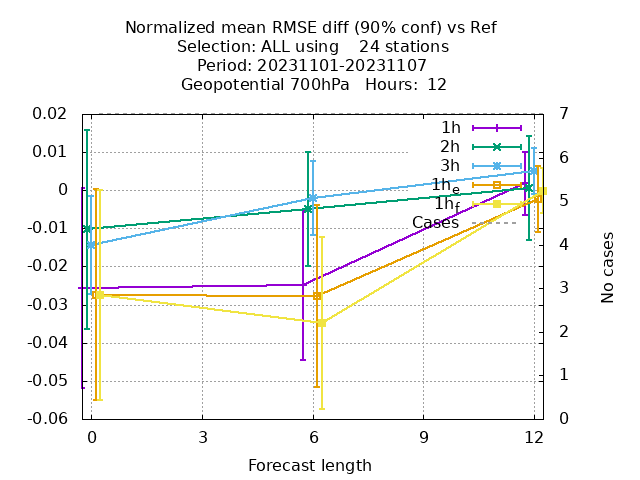 Normalized mean RMSE diff (90% conf) vs Ref
Selection: ALL using    24 stations
Period: 20231101-20231107
Geopotential 700hPa   Hours:  12
0.02
0.01
0
-0.01
-0.02
-0.03
-0.04
-0.05
-0.06
7
6
5
4
3
2
1
0
1h
2h
3h
1h_e
1h_f
Cases
No cases
0
3
6
9
12
Forecast length